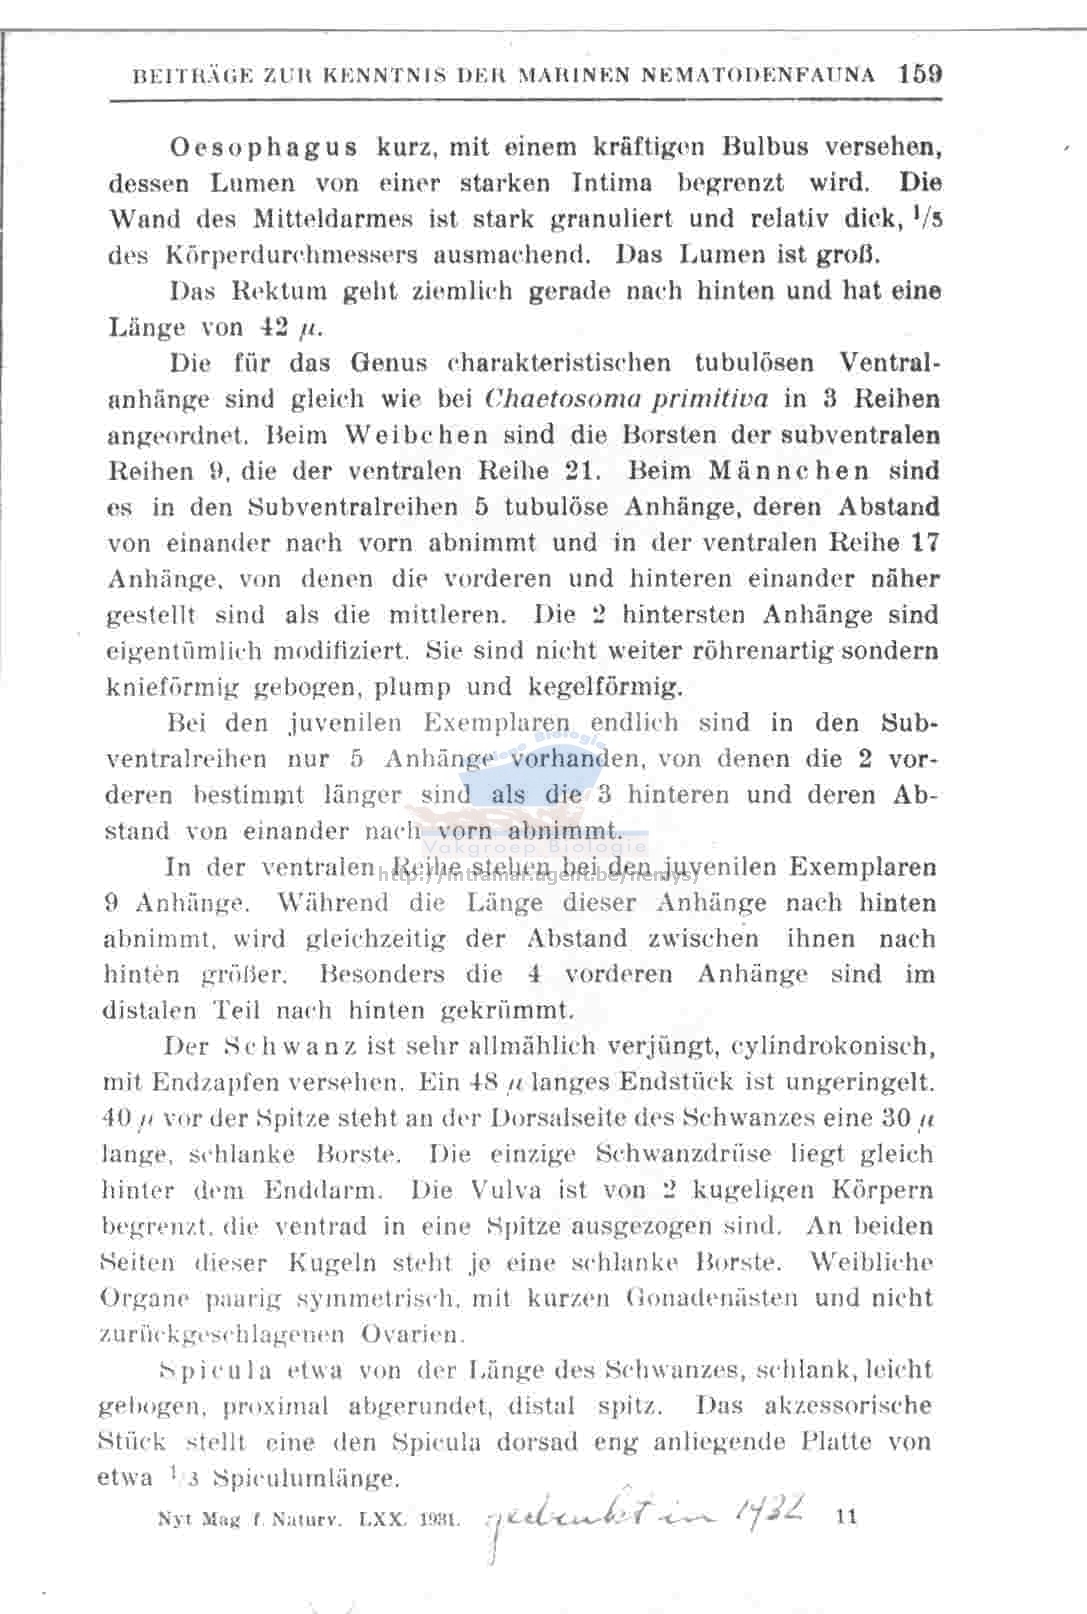 BEITRÄGE ZUR KENNTNIS DER MARINEN NEMATODENFAUNA 159
Oesophagus kurz, mit einem kräftigen Bulbus versehen,
dessen Lumen von einer starken Intima begrenzt wird. Die
Wand des Mitteldarmes ist stark granuliert und relativ dick, 1/5
des Körperdurchmessers ausmachend. Das Lumen ist groß.
Das Rektum geht ziemlich gerade nach hinten und hat eine
Länge von 42 µ.
Die für das Genus charakteristischen tubulösen Ventral-
anhänge sind gleich wie bei Chaetosoma primitiva in 3 Reihen
angeordnet. Beim Weibchen sind die Borsten der subventralen
Reihen 9, die der ventralen Reihe 21. Beim Männchen sind
es in den Subventralreihen 5 tubulöse Anhänge, deren Abstand
von einander nach vorn abnimmt und in der ventralen Reihe 17
Anhänge, von denen die vorderen und hinteren einander näher
gestellt sind als die mittleren. Die 2 hintersten Anhänge sind
eigentümlich modifiziert. Sie sind nicht weiter röhrenartig sondern
knieförmig gebogen, plump und kegelförmig.
Bei den juvenilen Exemplaren endlich sind in den Sub-
ventralreihen nur 5 Anhänge vorhanden, von denen die 2 vor-
deren bestimmt länger sind als die 3 hinteren und deren Ab-
stand von einander nach vorn abnimmt.
Vakgroep Biologie
In der ventralen Reihe stehen bei den juvenilen Exemplaren
http://intramar.ugent.be/nemys/
9 Anhänge. Während die Länge dieser Anhänge nach hinten
abnimmt, wird gleichzeitig der Abstand zwischen ihnen nach
hinten größer. Besonders die 4 vorderen Anhänge sind im
distalen Teil nach hinten gekrümmt.
Der Schwanz ist sehr allmählich verjüngt, cylindrokonisch,
mit Endzapfen versehen. Ein 48 µ langes Endstück ist ungeringelt.
40 µ vor der Spitze steht an der Dorsalseite des Schwanzes eine 30 µ
lange, schlanke Borste. Die einzige Schwanzdrüse liegt gleich
hinter dem Enddarm. Die Vulva ist von 2 kugeligen Körpern
begrenzt, die ventrad in eine Spitze ausgezogen sind. An beiden
Seiten dieser Kugeln steht je eine schlanke Borste. Weibliche
Organe paarig symmetrisch, mit kurzen Gonadenästen und nicht
zurückgeschlagenen Ovarien.
Spicula etwa von der Länge des Schwanzes, schlank, leicht
gebogen, proximal abgerundet, distal spitz. Das akzessorische
Stück stellt eine den Spicula dorsad eng anliegende Platte von
etwa 1/3 Spiculumlänge.
Nyt Mag f. Naturv. LXX. 1931. in 1932 11